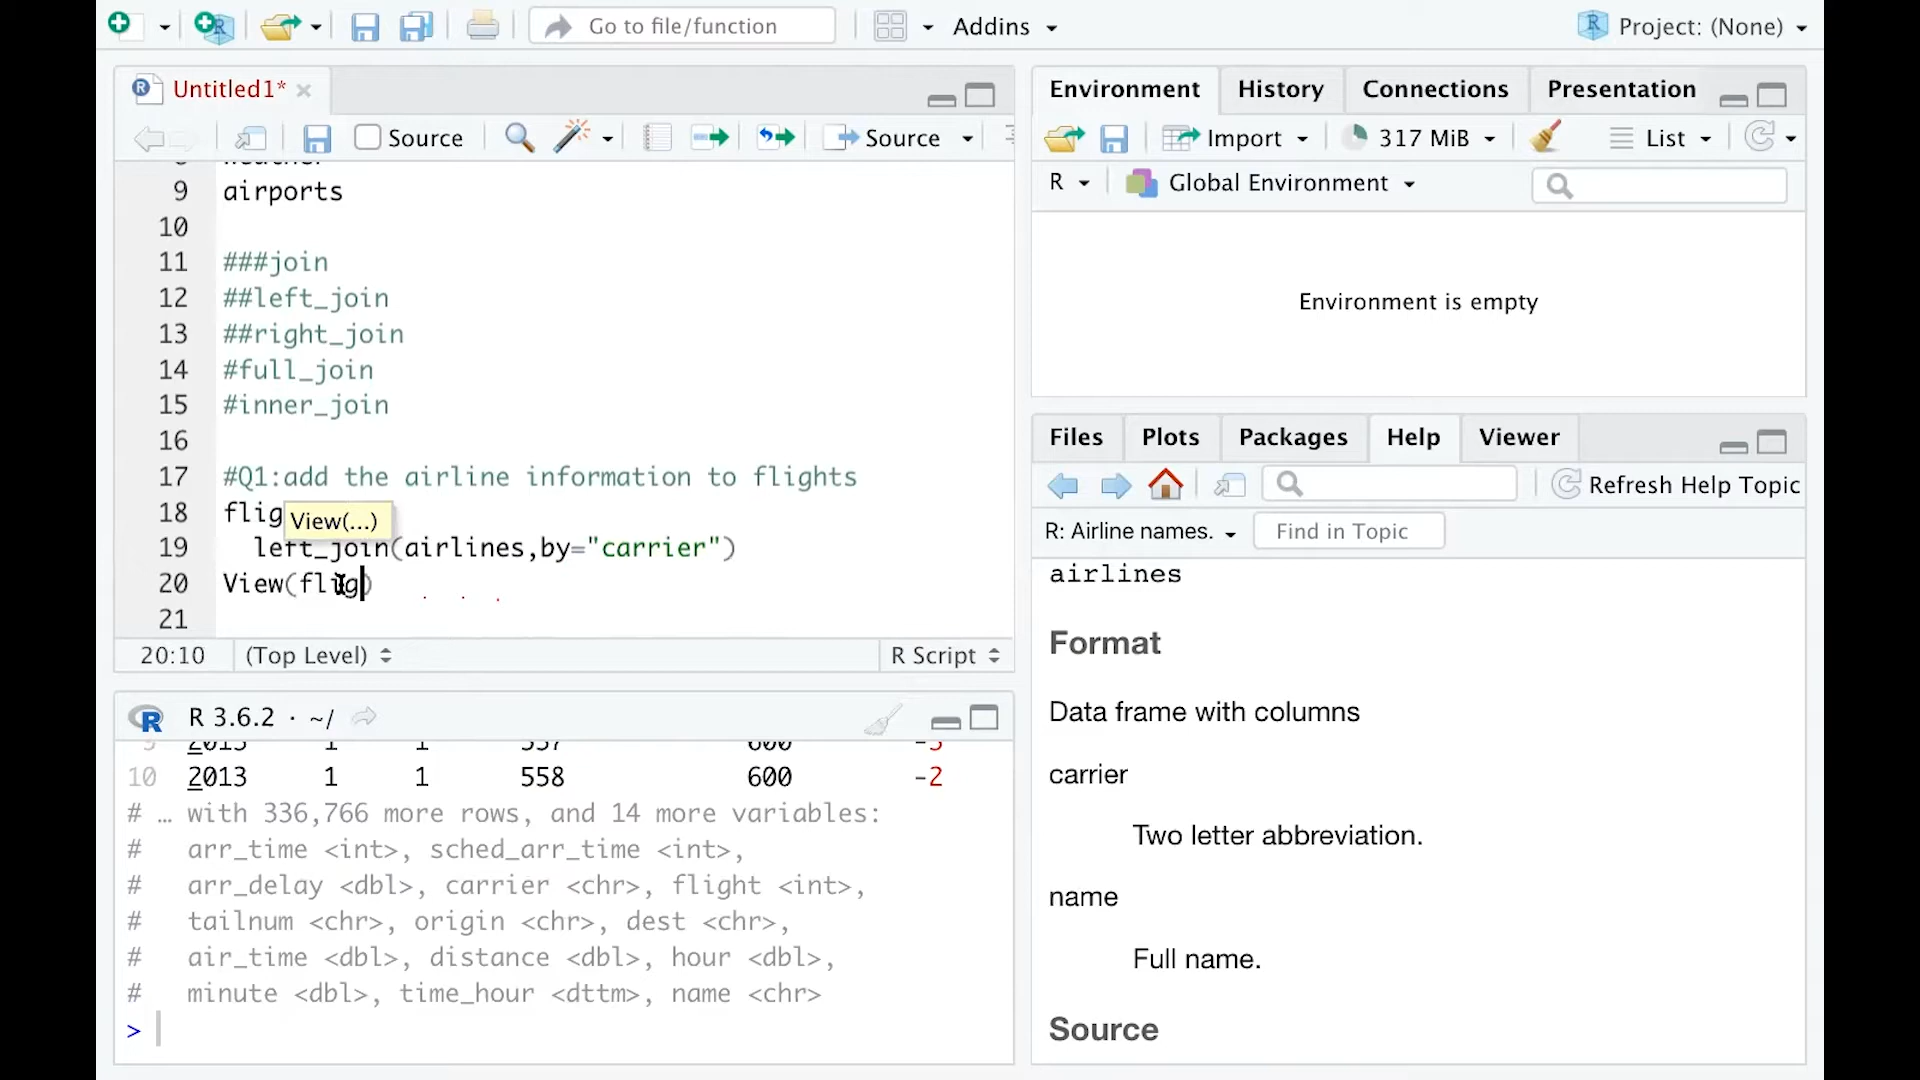 Go to file/function
Addins
Project: (None)
Untitled1*
Source
Source
9 airports
10
11 ###join
12 ##left_join
13 ##right_join
14 #full_join
15 #inner_join
16
17 #Q1:add the airline information to flights
18 flig
View(...)
19 left_join(airlines,by="carrier")
20 View(flig)
21
20:10 (Top Level) R Script
R 3.6.2 · ~/
10 2013 1 1 558 600 -2
# … with 336,766 more rows, and 14 more variables:
# arr_time <int>, sched_arr_time <int>,
# arr_delay <dbl>, carrier <chr>, flight <int>,
# tailnum <chr>, origin <chr>, dest <chr>,
# air_time <dbl>, distance <dbl>, hour <dbl>,
# minute <dbl>, time_hour <dttm>, name <chr>
>
Environment History Connections Presentation
Import 317 MiB List
R Global Environment
Environment is empty
Files Plots Packages Help Viewer
Refresh Help Topic
R: Airline names. Find in Topic
airlines
Format
Data frame with columns
carrier
Two letter abbreviation.
name
Full name.
Source